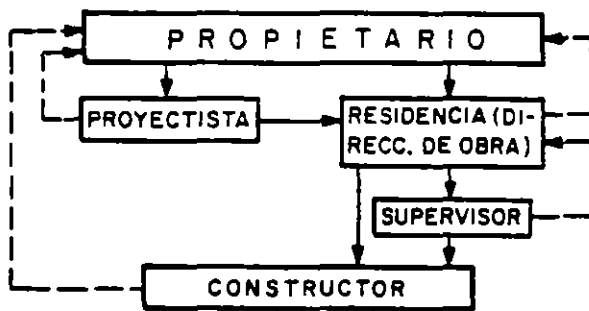 PROPIETARIO
PROYECTISTA
RESIDENCIA (DI-
RECC. DE OBRA)
SUPERVISOR
CONSTRUCTOR